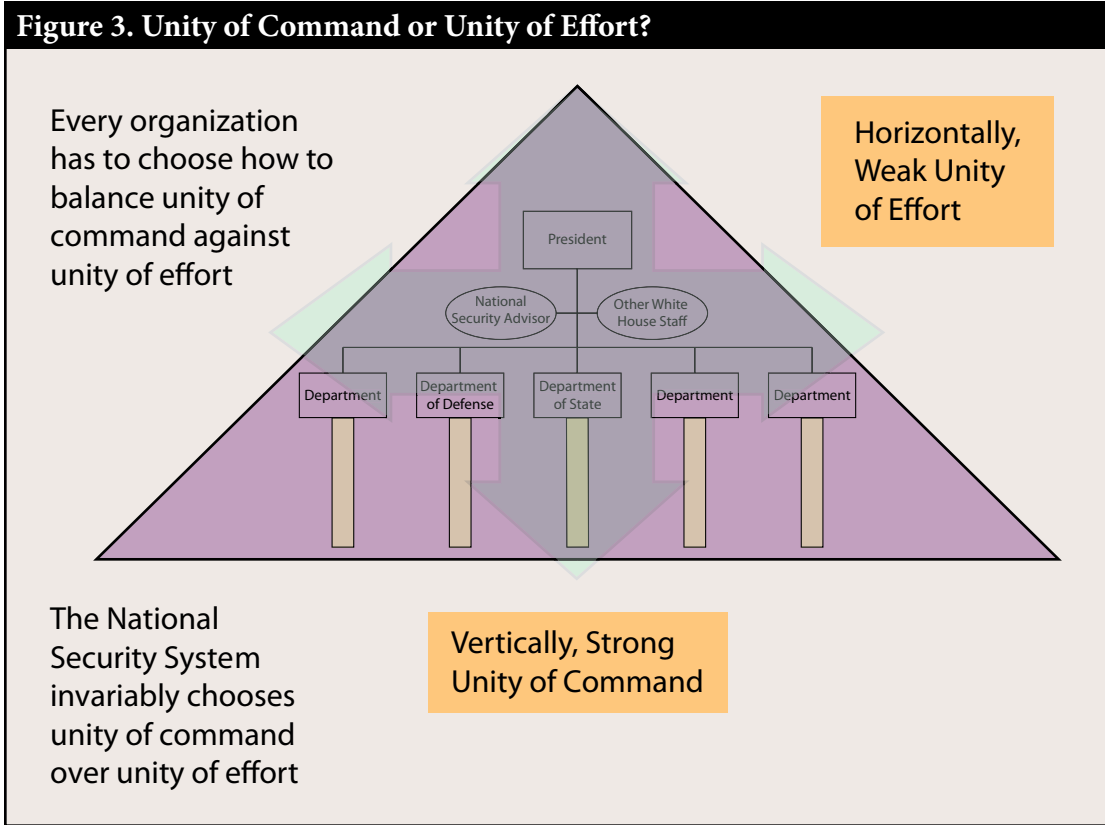 Figure 3. Unity of Command or Unity of Effort?
Every organization
has to choose how to
balance unity of
command against
unity of effort
Horizontally,
Weak Unity
of Effort
President
National
Security Advisor
Other White
House Staff
Department
Department
of Defense
Department
of State
Department
Department
The National
Security System
invariably chooses
unity of command
over unity of effort
Vertically, Strong
Unity of Command